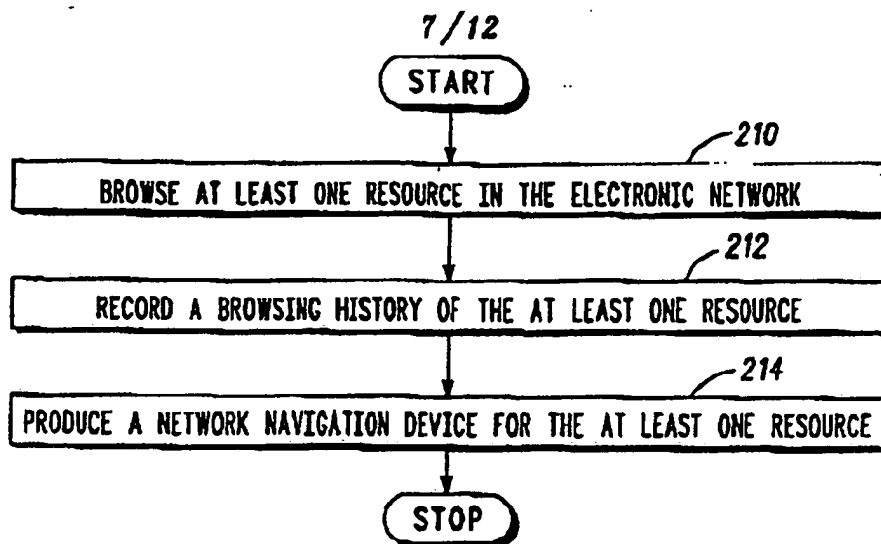 7/12
START
210
BROWSE AT LEAST ONE RESOURCE IN THE ELECTRONIC NETWORK
212
RECORD A BROWSING HISTORY OF THE AT LEAST ONE RESOURCE
214
PRODUCE A NETWORK NAVIGATION DEVICE FOR THE AT LEAST ONE RESOURCE
STOP